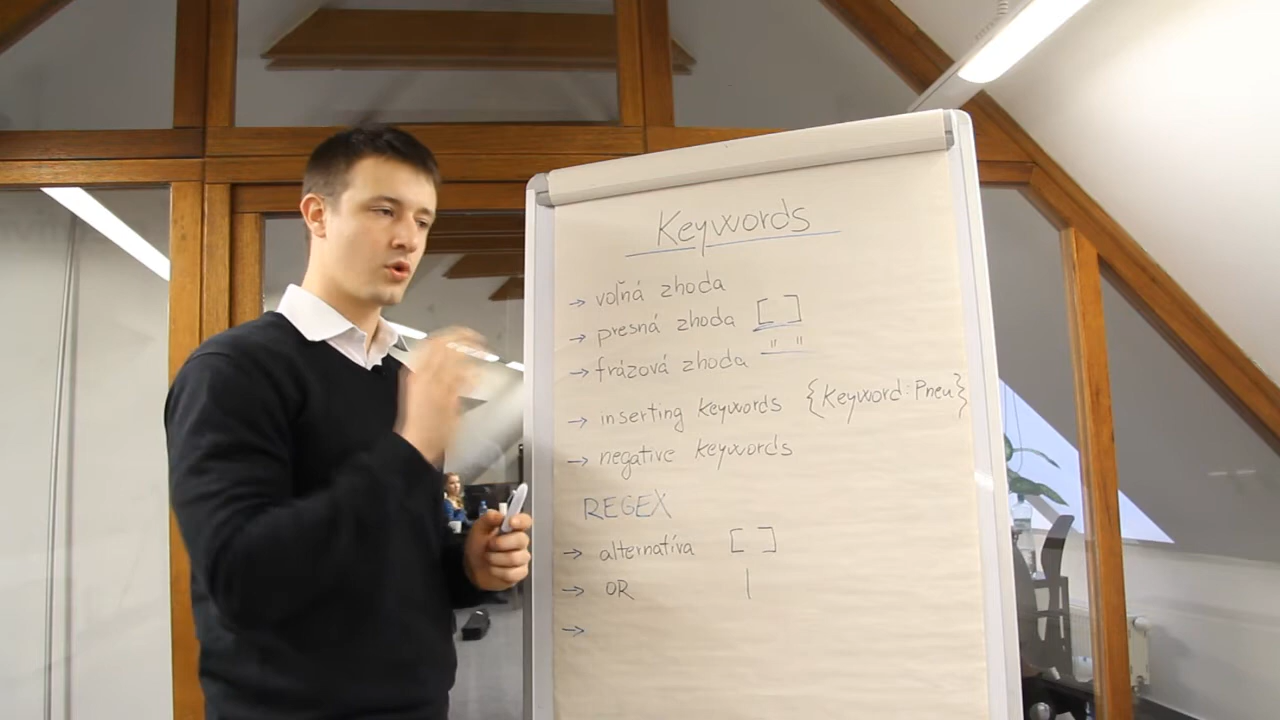 Keywords
→ voľná zhoda
→ presná zhoda [ ]
→ frázová zhoda " "
→ inserting keywords {Keyword:Pneu}
→ negative keywords
REGEX
→ alternatíva [ ]
→ OR |
→